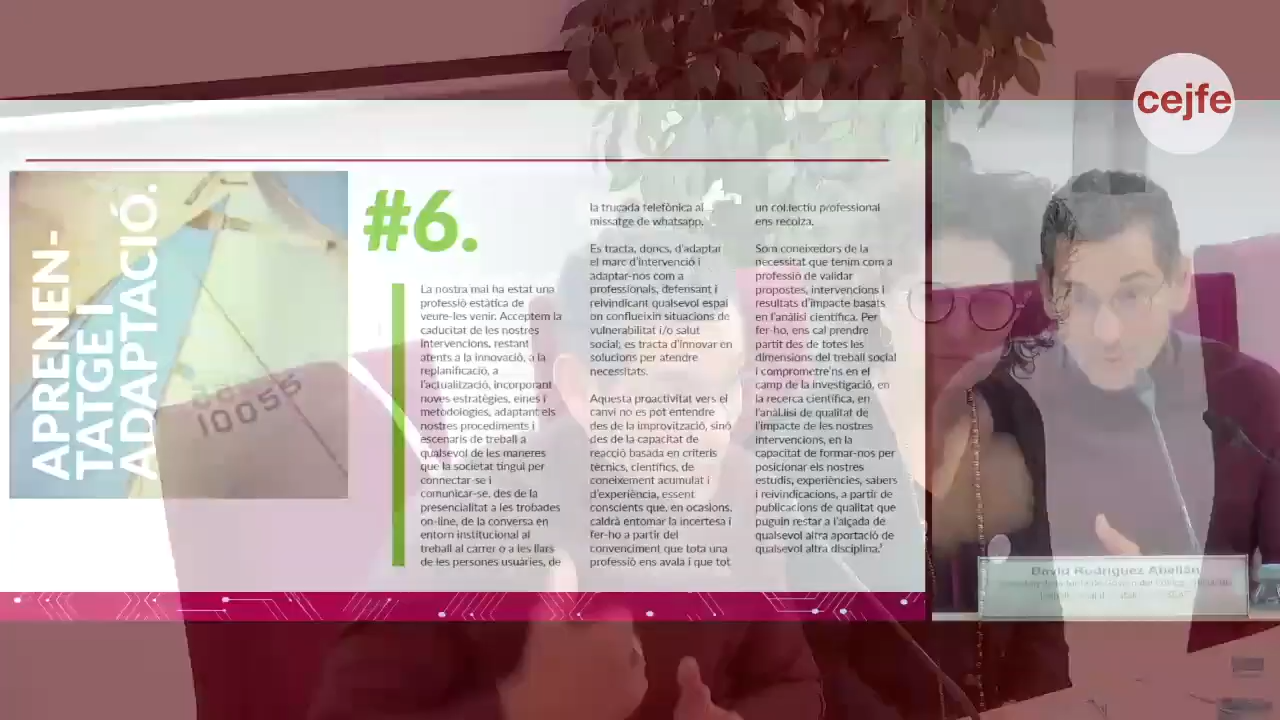 cejfe
APRENEN-
TATGE I
ADAPTACIÓ.
#6.
La nostra mai ha estat una
professió estàtica de
veure-les venir. Acceptem la
caducitat de les nostres
intervencions, restant
atents a la innovació, a la
replanificació, a
l'actualització, incorporant
noves estratègies, eines i
metodologies, adaptant els
nostres procediments i
escenaris de treball a
qualsevol de les maneres
que la societat tingui per
connectar-se i
comunicar-se, des de la
presencialitat a les trobades
on-line, de la conversa en
entorn institucional al
treball al carrer o a les llars
de les persones usuàries, de
la trucada telefònica al
missatge de whatsapp.
Es tracta, doncs, d'adaptar
el marc d'intervenció i
adaptar-nos com a
professionals, defensant i
reivindicant qualsevol espai
on conflueixin situacions de
vulnerabilitat i/o salut
social; es tracta d'innovar en
solucions per atendre
necessitats.
Aquesta proactivitat vers el
canvi no es pot entendre
des de la improvització, sinó
des de la capacitat de
reacció basada en criteris
tècnics, científics, de
coneixement acumulat i
d'experiència, essent
conscients que, en ocasions,
caldrà entomar la incertesa i
fer-ho a partir del
convenciment que tota una
professió ens avala i que tot
un col.lectiu professional
ens recolza.
Som coneixedors de la
necessitat que tenim com a
professió de validar
propostes, intervencions i
resultats d'impacte basats
en l'anàlisi científica. Per
fer-ho, ens cal prendre
partit des de totes les
dimensions del treball social
i comprometre'ns en el
camp de la investigació, en
la recerca científica, en
l'anàl.lisi de qualitat de
l'impacte de les nostres
intervencions, en la
capacitat de formar-nos per
posicionar els nostres
estudis, experiències, sabers
i reivindicacions, a partir de
publicacions de qualitat que
puguin restar a l'alçada de
qualsevol altra aportació de
qualsevol altra disciplina.'
10056
David Rodríguez Abellán